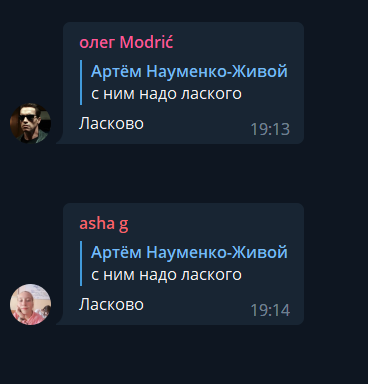 олег Modrić
Артём Науменко-Живой
с ним надо лаского
Ласково
19:13
asha g
Артём Науменко-Живой
с ним надо лаского
Ласково
19:14